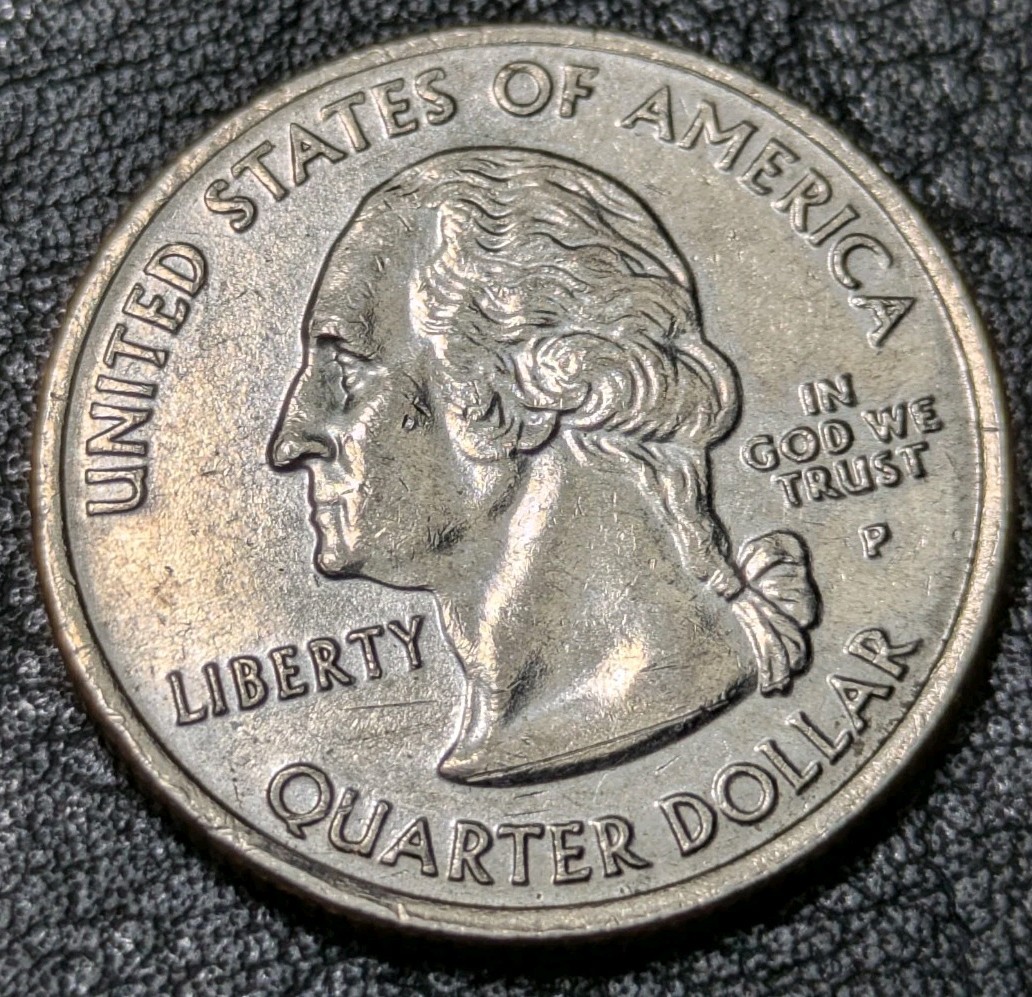 UNITED STATES OF AMERICA
LIBERTY
IN
GOD WE
TRUST
P
QUARTER DOLLAR